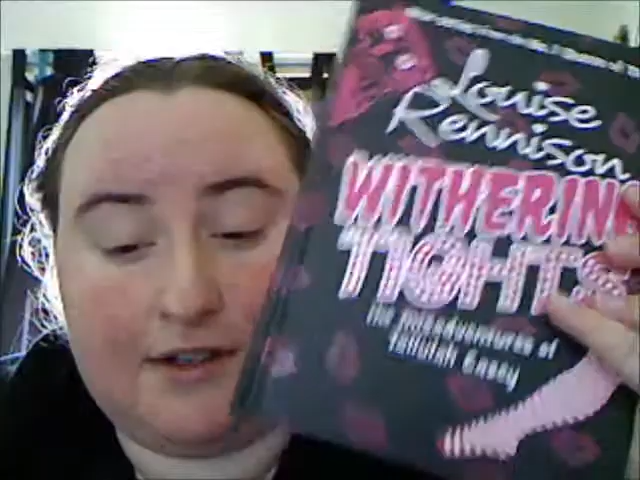 Louise
Rennison
WITHERING
TIGHTS
The misadventures of
Tallulah Casey